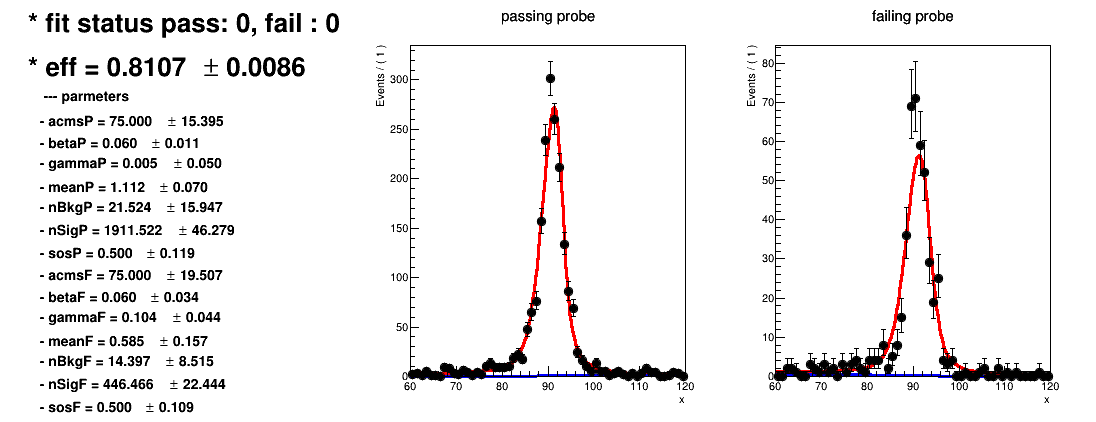 * fit status pass: 0, fail : 0
* eff = 0.8107 ± 0.0086
--- parmeters
- acmsP = 75.000 ± 15.395
- betaP = 0.060 ± 0.011
- gammaP = 0.005 ± 0.050
- meanP = 1.112 ± 0.070
- nBkgP = 21.524 ± 15.947
- nSigP = 1911.522 ± 46.279
- sosP = 0.500 ± 0.119
- acmsF = 75.000 ± 19.507
- betaF = 0.060 ± 0.034
- gammaF = 0.104 ± 0.044
- meanF = 0.585 ± 0.157
- nBkgF = 14.397 ± 8.515
- nSigF = 446.466 ± 22.444
- sosF = 0.500 ± 0.109
passing probe
Events / ( 1 )
300
250
200
150
100
50
0
60 70 80 90 100 110 120
x
failing probe
Events / ( 1 )
80
70
60
50
40
30
20
10
0
60 70 80 90 100 110 120
x